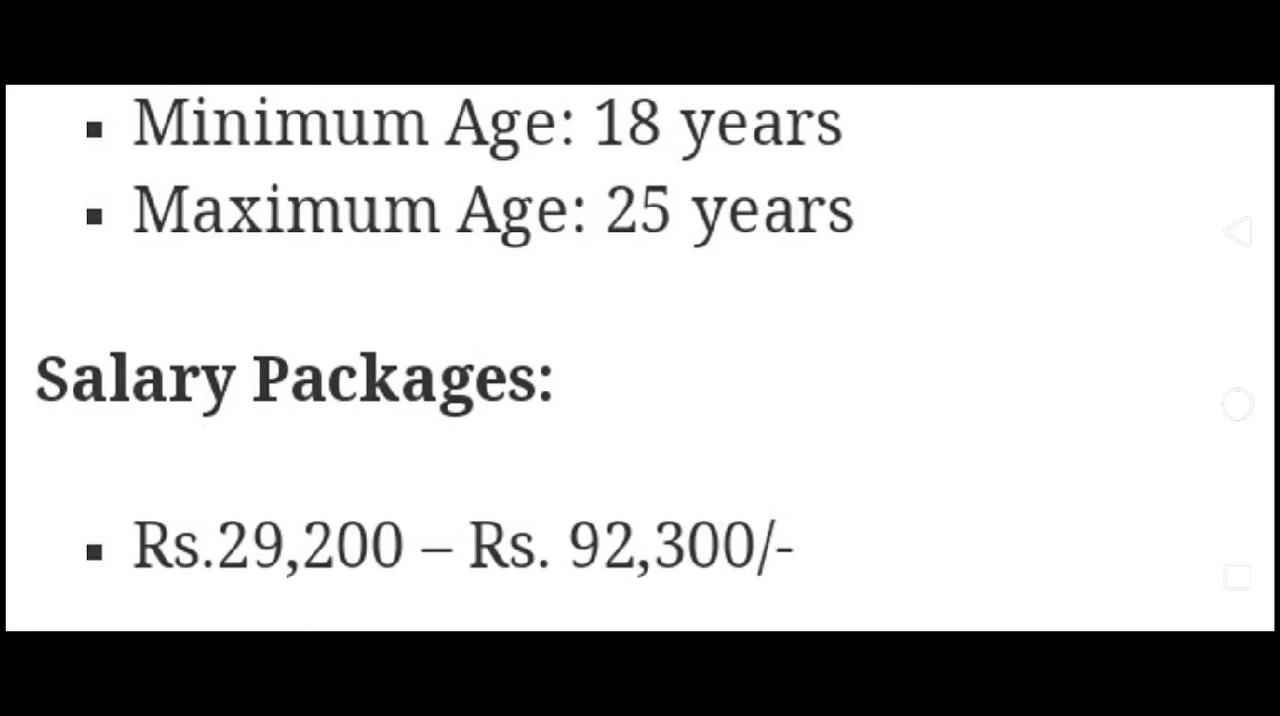 ▪ Minimum Age: 18 years
▪ Maximum Age: 25 years
Salary Packages:
▪ Rs.29,200 – Rs. 92,300/-